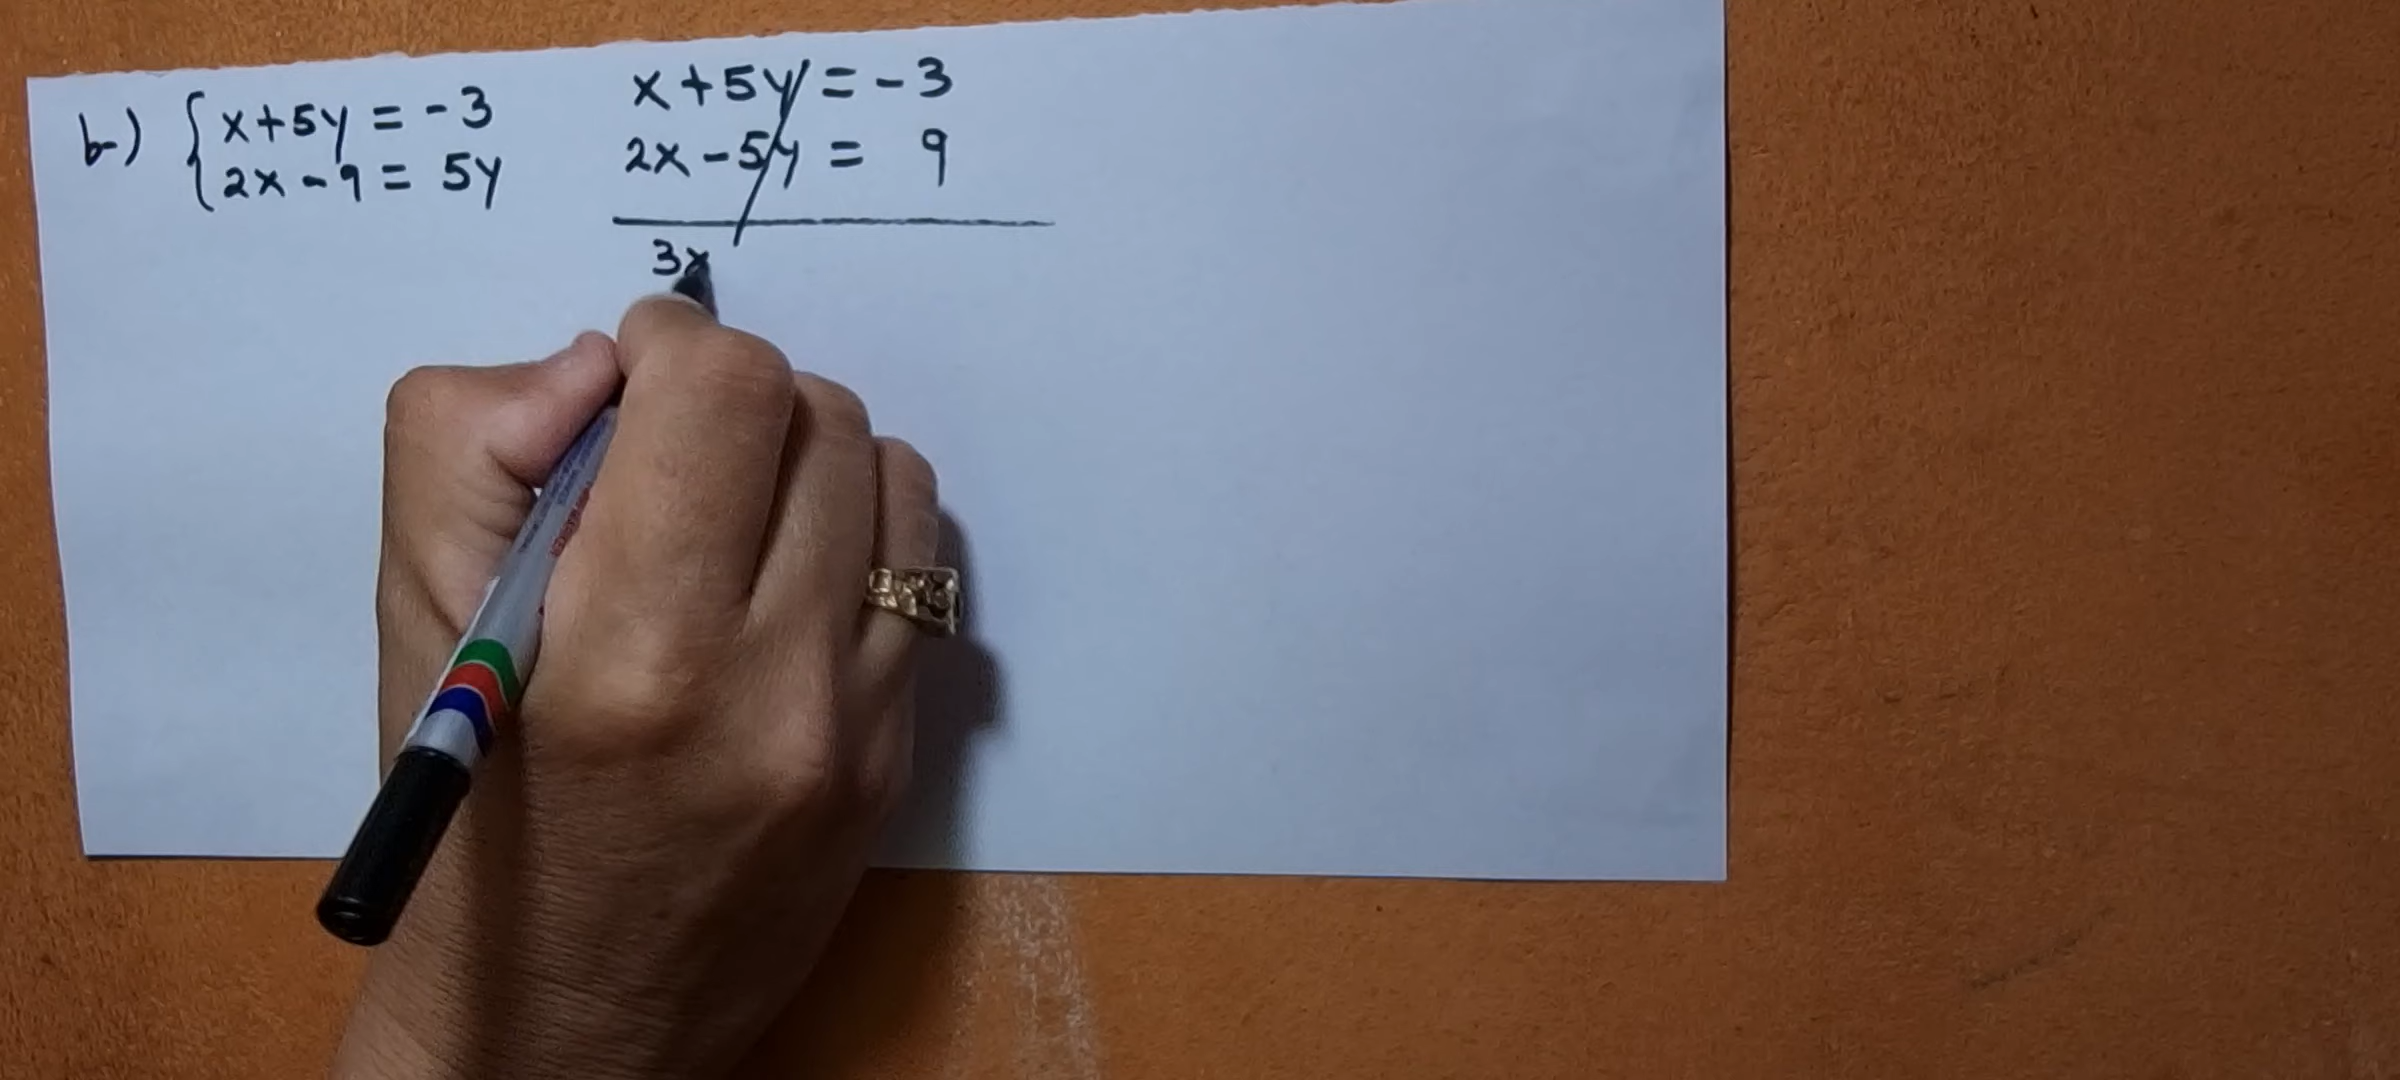 b-) { x+5y = -3
2x - 9 = 5y
x + 5y = -3
2x - 5y = 9
3x